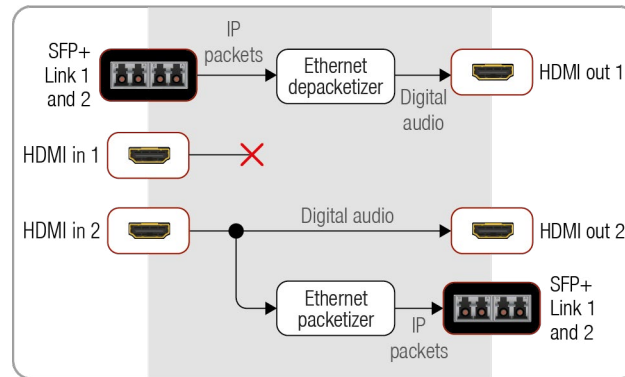 SFP+
Link 1
and 2
IP
packets
Ethernet
depacketizer
Digital
audio
HDMI out 1
HDMI in 1
HDMI in 2
Digital audio
HDMI out 2
Ethernet
packetizer
IP
packets
SFP+
Link 1
and 2